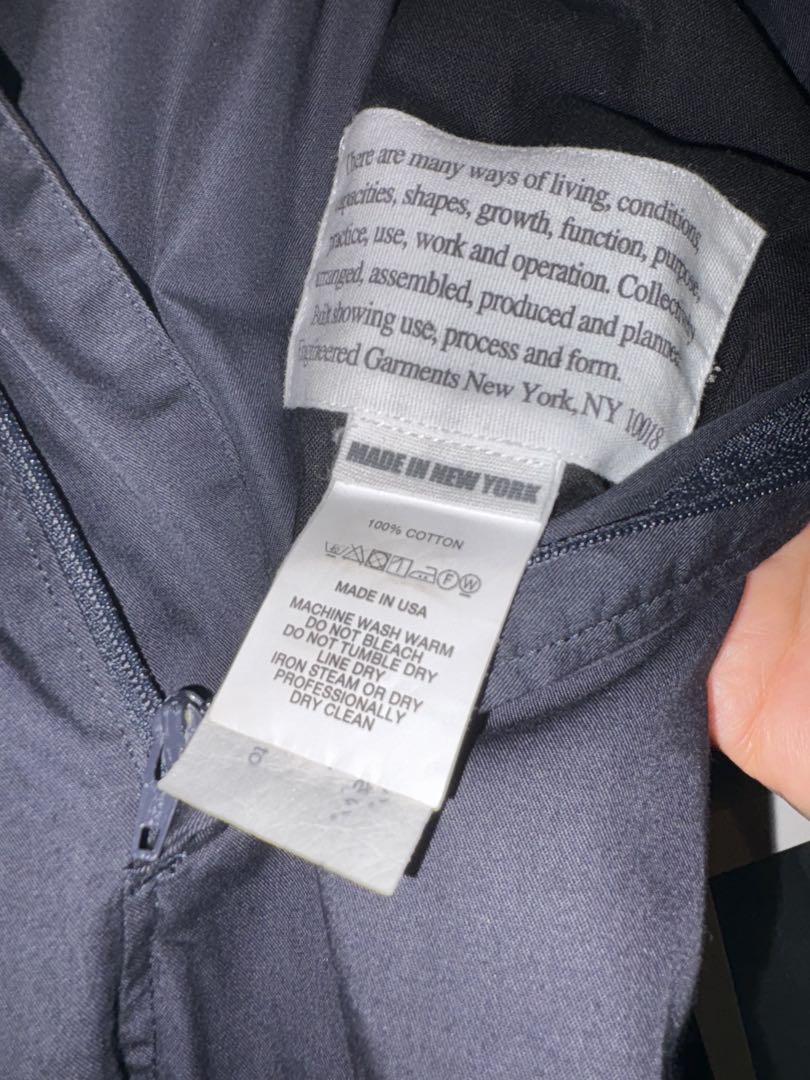 There are many ways of living, conditions,
capacities, shapes, growth, function, purpose,
practice, use, work and operation. Collectively
arranged, assembled, produced and planned.
Built showing use, process and form.
Engineered Garments New York, NY 10018
MADE IN NEW YORK
100% COTTON
F W
MADE IN USA
MACHINE WASH WARM
DO NOT BLEACH
DO NOT TUMBLE DRY
LINE DRY
IRON STEAM OR DRY
PROFESSIONALLY
DRY CLEAN